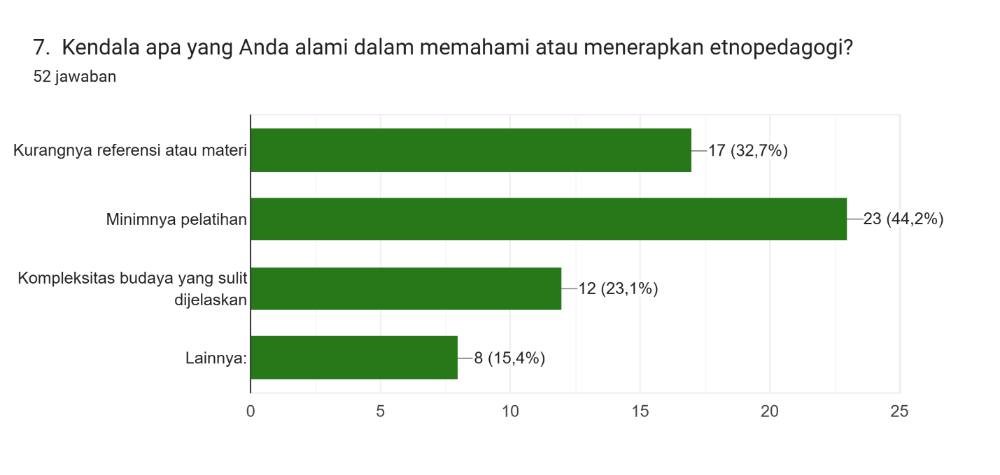 7. Kendala apa yang Anda alami dalam memahami atau menerapkan etnopedagogi?
52 jawaban
Kurangnya referensi atau materi
17 (32,7%)
Minimnya pelatihan
23 (44,2%)
Kompleksitas budaya yang sulit
dijelaskan
12 (23,1%)
Lainnya:
8 (15,4%)
0 5 10 15 20 25